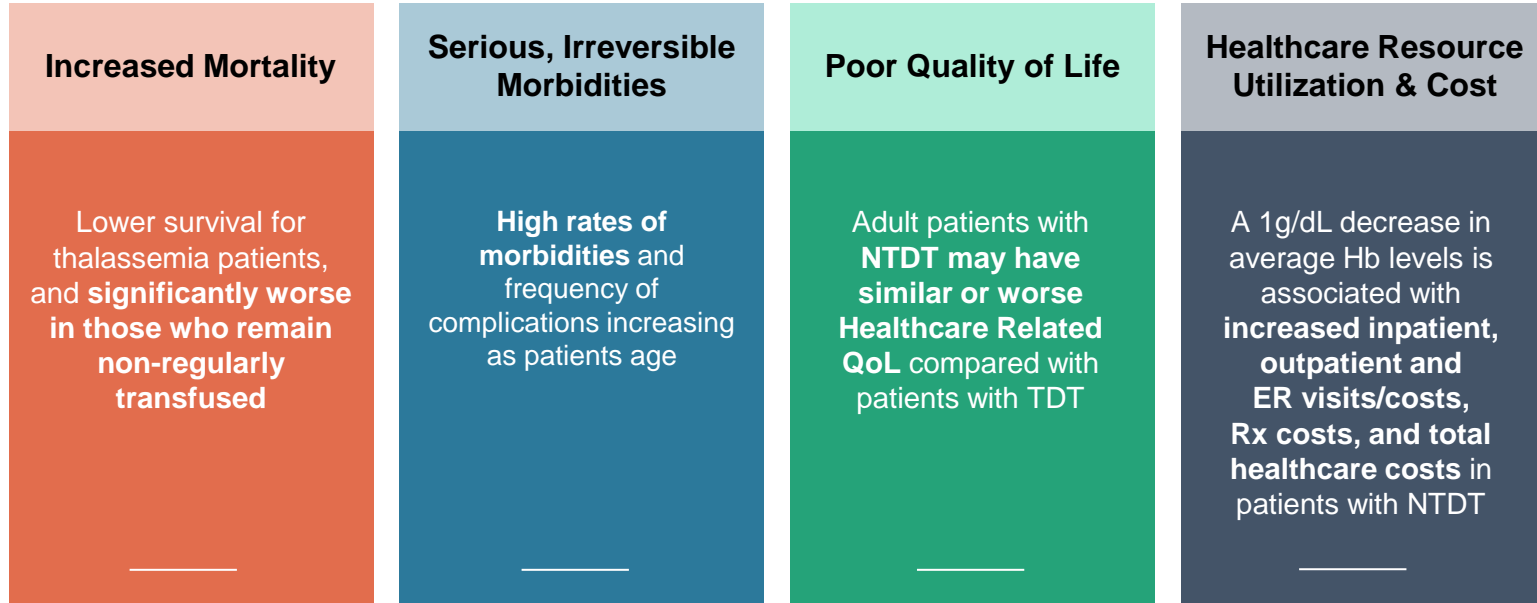 Increased Mortality
Lower survival for
thalassemia patients,
and significantly worse
in those who remain
non-regularly
transfused
Serious, Irreversible
Morbidities
High rates of
morbidities and
frequency of
complications increasing
as patients age
Poor Quality of Life
Adult patients with
NTDT may have
similar or worse
Healthcare Related
QoL compared with
patients with TDT
Healthcare Resource
Utilization & Cost
A 1g/dL decrease in
average Hb levels is
associated with
increased inpatient,
outpatient and
ER visits/costs,
Rx costs, and total
healthcare costs in
patients with NTDT